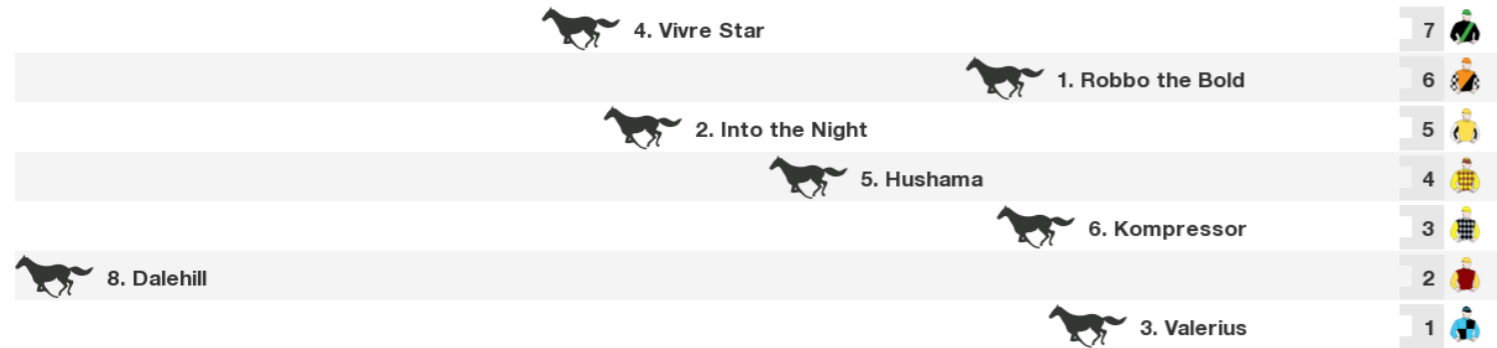 4. Vivre Star 7
1. Robbo the Bold 6
2. Into the Night 5
5. Hushama 4
6. Kompressor 3
8. Dalehill 2
3. Valerius 1